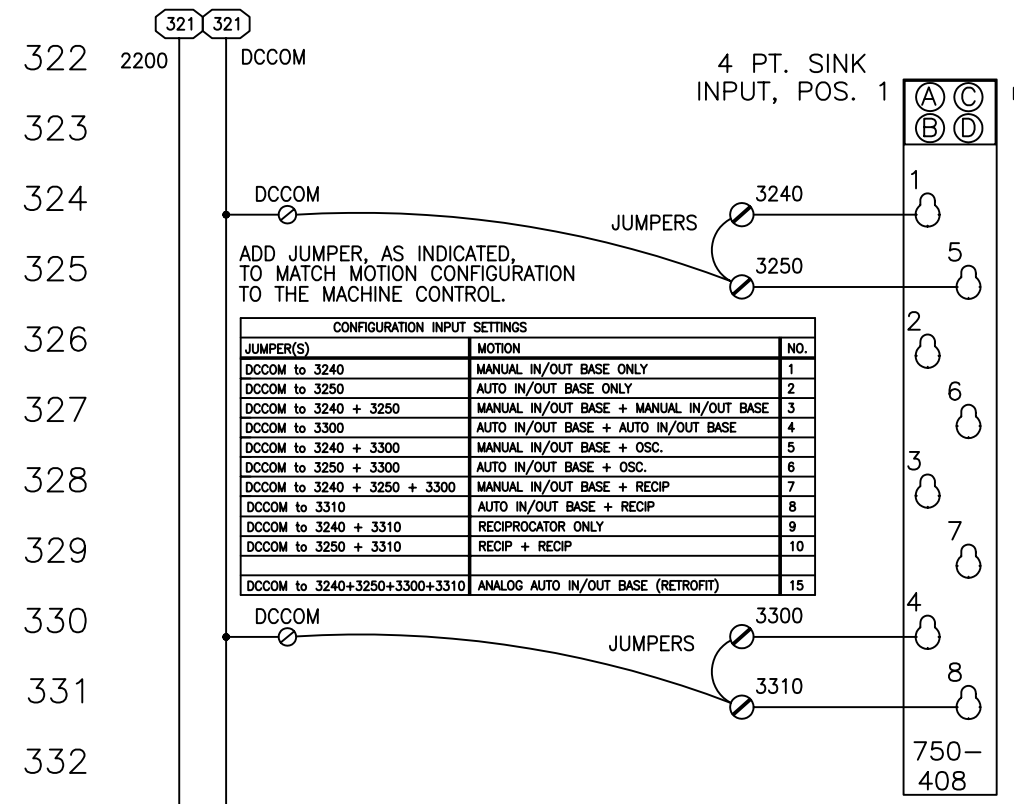 321 321
322 2200 DCCOM
4 PT. SINK
INPUT, POS. 1
A C
B D
323
324 DCCOM JUMPERS 3240 1
325 3250 5
ADD JUMPER, AS INDICATED,
TO MATCH MOTION CONFIGURATION
TO THE MACHINE CONTROL.
326 2
CONFIGURATION INPUT SETTINGS
JUMPER(S) MOTION NO.
DCCOM to 3240 MANUAL IN/OUT BASE ONLY 1
DCCOM to 3250 AUTO IN/OUT BASE ONLY 2
327 6
DCCOM to 3240 + 3250 MANUAL IN/OUT BASE + MANUAL IN/OUT BASE 3
DCCOM to 3300 AUTO IN/OUT BASE + AUTO IN/OUT BASE 4
DCCOM to 3240 + 3300 MANUAL IN/OUT BASE + OSC. 5
DCCOM to 3250 + 3300 AUTO IN/OUT BASE + OSC. 6
328 3
DCCOM to 3240 + 3250 + 3300 MANUAL IN/OUT BASE + RECIP 7
DCCOM to 3310 AUTO IN/OUT BASE + RECIP 8
DCCOM to 3240 + 3310 RECIPROCATOR ONLY 9
329 7
DCCOM to 3250 + 3310 RECIP + RECIP 10
DCCOM to 3240+3250+3300+3310 ANALOG AUTO IN/OUT BASE (RETROFIT) 15
330 DCCOM JUMPERS 3300 4
331 3310 8
332
750-
408